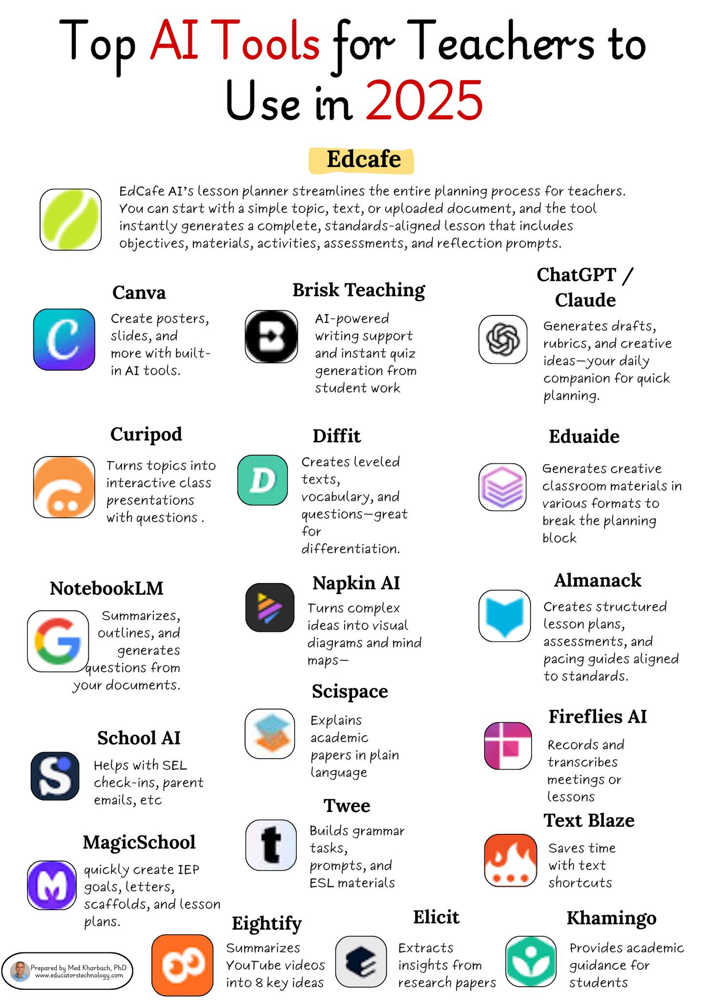 Top AI Tools for Teachers to
Use in 2025
Edcafe
EdCafe AI's lesson planner streamlines the entire planning process for teachers.
You can start with a simple topic, text, or uploaded document, and the tool
instantly generates a complete, standards-aligned lesson that includes
objectives, materials, activities, assessments, and reflection prompts.
Canva
Create posters,
slides, and
more with built-
in AI tools.
Brisk Teaching
AI-powered
writing support
and instant quiz
generation from
student work
ChatGPT /
Claude
Generates drafts,
rubrics, and creative
ideas—your daily
companion for quick
planning.
Curipod
Turns topics into
interactive class
presentations
with questions .
Diffit
Creates leveled
texts,
vocabulary, and
questions—great
for
differentiation.
Eduaide
Generates creative
classroom materials in
various formats to
break the planning
block
NotebookLM
Summarizes,
outlines, and
generates
questions from
your documents.
Napkin AI
Turns complex
ideas into visual
diagrams and mind
maps—
Almanack
Creates structured
lesson plans,
assessments, and
pacing guides aligned
to standards.
School AI
Helps with SEL
check-ins, parent
emails, etc
Scispace
Explains
academic
papers in plain
language
Fireflies AI
Records and
transcribes
meetings or
lessons
MagicSchool
quickly create IEP
goals, letters,
scaffolds, and lesson
plans.
Twee
Builds grammar
tasks,
prompts, and
ESL materials
Text Blaze
Saves time
with text
shortcuts
Eightify
Summarizes
YouTube videos
into 8 key ideas
Elicit
Extracts
insights from
research papers
Khamingo
Provides academic
guidance for
students
Prepared by Med Kharbach, PhD
www.educatorstechnology.com